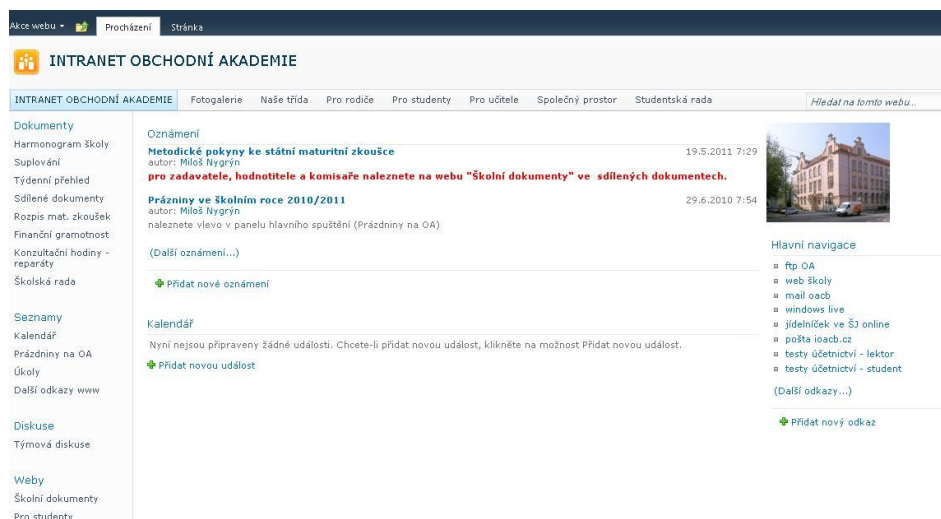 Akce webu
Procházení
Stránka
INTRANET OBCHODNÍ AKADEMIE
INTRANET OBCHODNÍ AKADEMIE Fotogalerie Naše třída Pro rodiče Pro studenty Pro učitele Společný prostor Studentská rada
Hledat na tomto webu...
Dokumenty
Harmonogram školy
Suplování
Týdenní přehled
Sdílené dokumenty
Rozpis mat. zkoušek
Finanční gramotnost
Konzultační hodiny -
reparáty
Školská rada
Seznamy
Kalendář
Prázdniny na OA
Úkoly
Další odkazy www
Diskuse
Týmová diskuse
Weby
Školní dokumenty
Pro studenty
Oznámení
Metodické pokyny ke státní maturitní zkoušce 19.5.2011 7:29
autor: Miloš Nygrýn
pro zadavatele, hodnotitele a komisaře naleznete na webu "Školní dokumenty" ve sdílených dokumentech.
Prázniny ve školním roce 2010/2011 29.6.2010 7:54
autor: Miloš Nygrýn
naleznete vlevo v panelu hlavního spuštění (Prázdniny na OA)
(Další oznámení...)
Přidat nové oznámení
Kalendář
Nyní nejsou připraveny žádné události. Chcete-li přidat novou událost, klikněte na možnost Přidat novou událost.
Přidat novou událost
Hlavní navigace
ftp OA
web školy
mail oacb
windows live
jídelníček ve ŠJ online
pošta ioacb.cz
testy účetnictví - lektor
testy účetnictví - student
(Další odkazy...)
Přidat nový odkaz